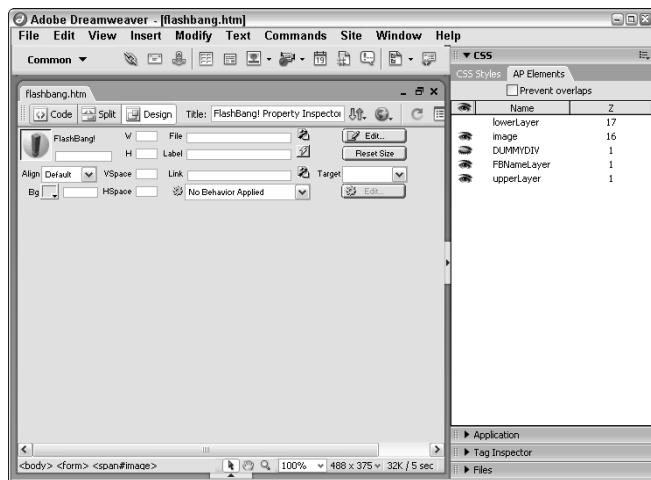 Adobe Dreamweaver - [flashbang.htm]
File Edit View Insert Modify Text Commands Site Window Help
Common
CSS
CSS Styles AP Elements
Prevent overlaps
Name Z
lowerLayer 17
image 16
DUMMYDIV 1
FBNameLayer 1
upperLayer 1
flashbang.htm
Code Split Design Title: FlashBang! Property Inspector
FlashBang! W File Edit...
H Label Reset Size
Align Default VSpace Link Target
Bg HSpace No Behavior Applied Edit...
<body> <form> <span#image> 100% 488 x 375 32K / 5 sec
Application
Tag Inspector
Files